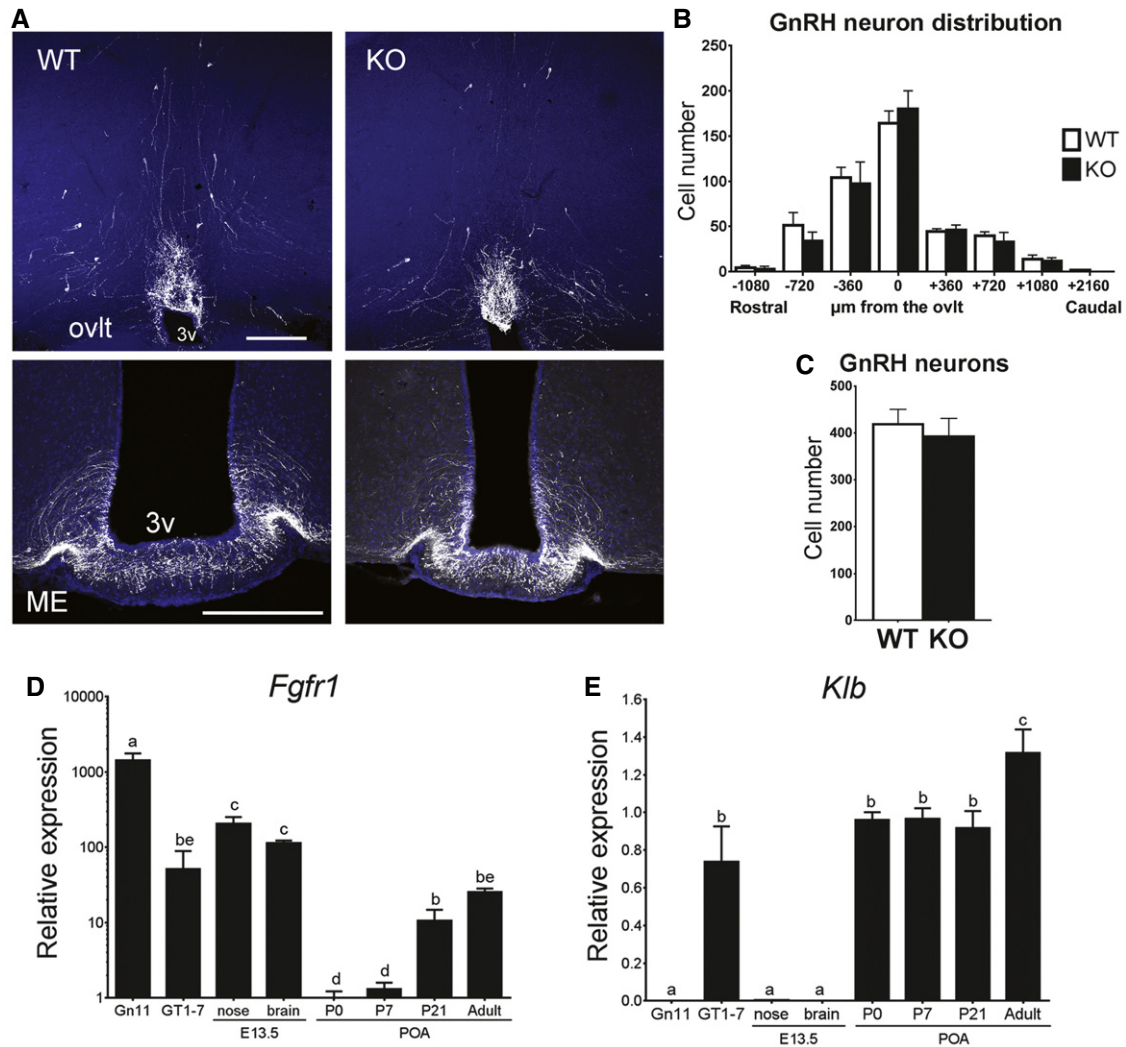 A
WT
KO
ovlt
3v
3v
ME
B
GnRH neuron distribution
Cell number
250
200
150
100
50
0
WT
KO
-1080 -720 -360 0 +360 +720 +1080 +2160
Rostral µm from the ovlt Caudal
C
GnRH neurons
Cell number
500
400
300
200
100
0
WT KO
D
Fgfr1
Relative expression
10000
1000
100
10
1
a be c c d d b be
Gn11 GT1-7 nose brain P0 P7 P21 Adult
E13.5 POA
E
Klb
Relative expression
1.6
1.4
1.2
1.0
0.8
0.6
0.4
0.2
0.0
a b a a b b b c
Gn11 GT1-7 nose brain P0 P7 P21 Adult
E13.5 POA